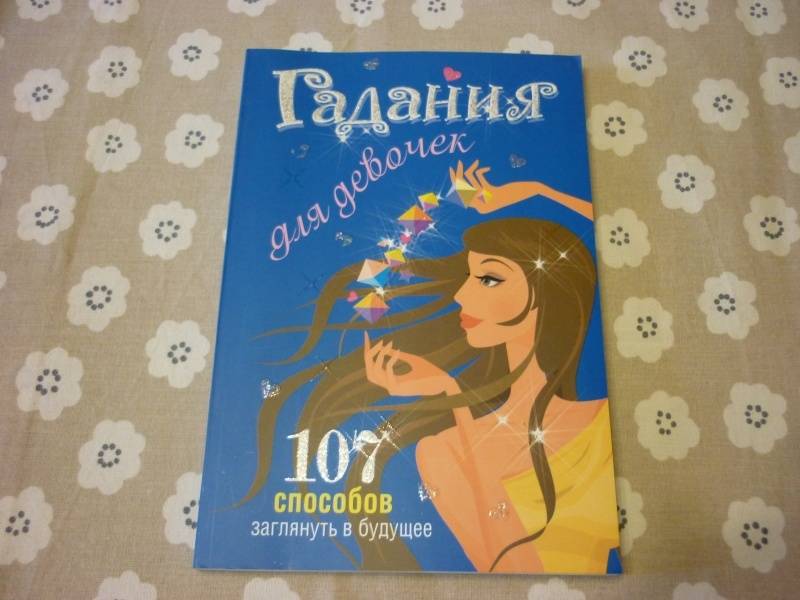 Гадания
для девочек
107
способов
заглянуть в будущее